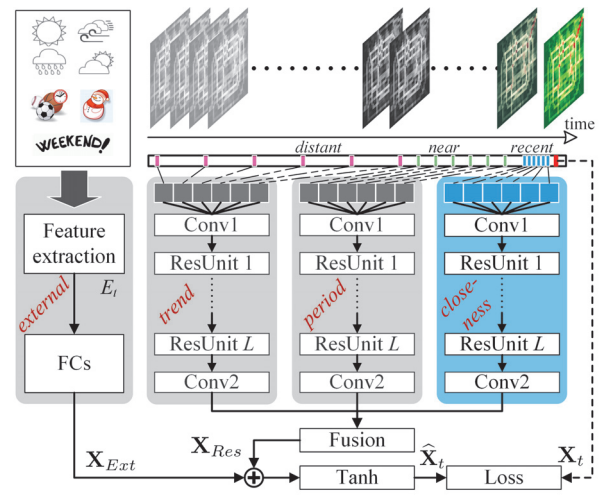 WEEKEND!
time
distant near recent
Feature extraction
E_t
external
FCs
Conv1
ResUnit 1
trend
ResUnit L
Conv2
Conv1
ResUnit 1
period
ResUnit L
Conv2
Conv1
ResUnit 1
close-
ness
ResUnit L
Conv2
Fusion
X_Res
X_Ext
Tanh
X̂_t
Loss
X_t